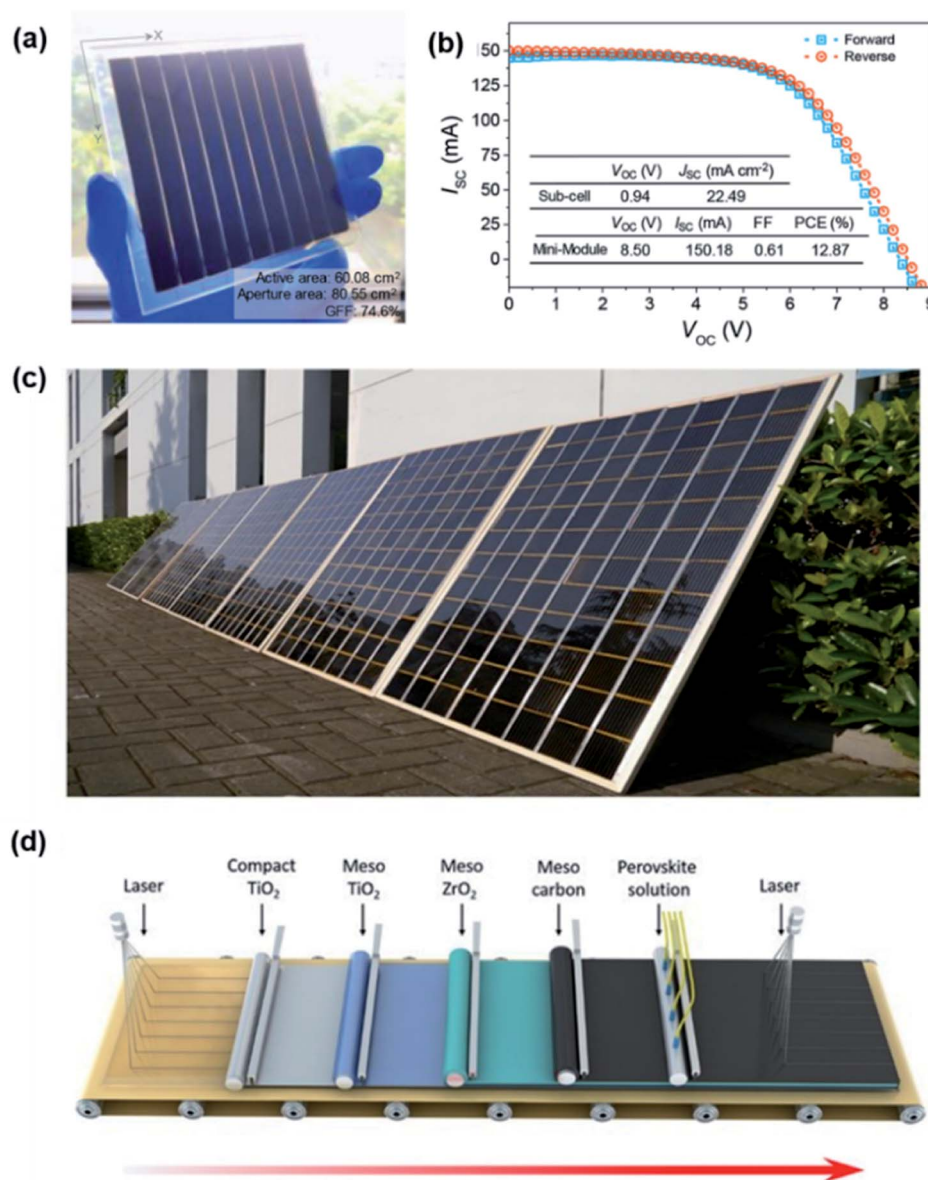 (a)
X
Y
Active area: 60.08 cm²
Aperture area: 80.55 cm²
GFF: 74.6%
(b)
Forward
Reverse
I_SC (mA)
50
125
100
75
50
25
0
V_OC (V) J_SC (mA cm⁻²)
Sub-cell 0.94 22.49
V_OC (V) I_SC (mA) FF PCE (%)
Mini-Module 8.50 150.18 0.61 12.87
0 1 2 3 4 5 6 7 8 9
V_OC (V)
(c)
(d)
Laser
Compact
TiO₂
Meso
TiO₂
Meso
ZrO₂
Meso
carbon
Perovskite
solution
Laser